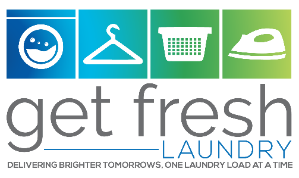 get fresh
LAUNDRY
DELIVERING BRIGHTER TOMORROWS, ONE LAUNDRY LOAD AT A TIME